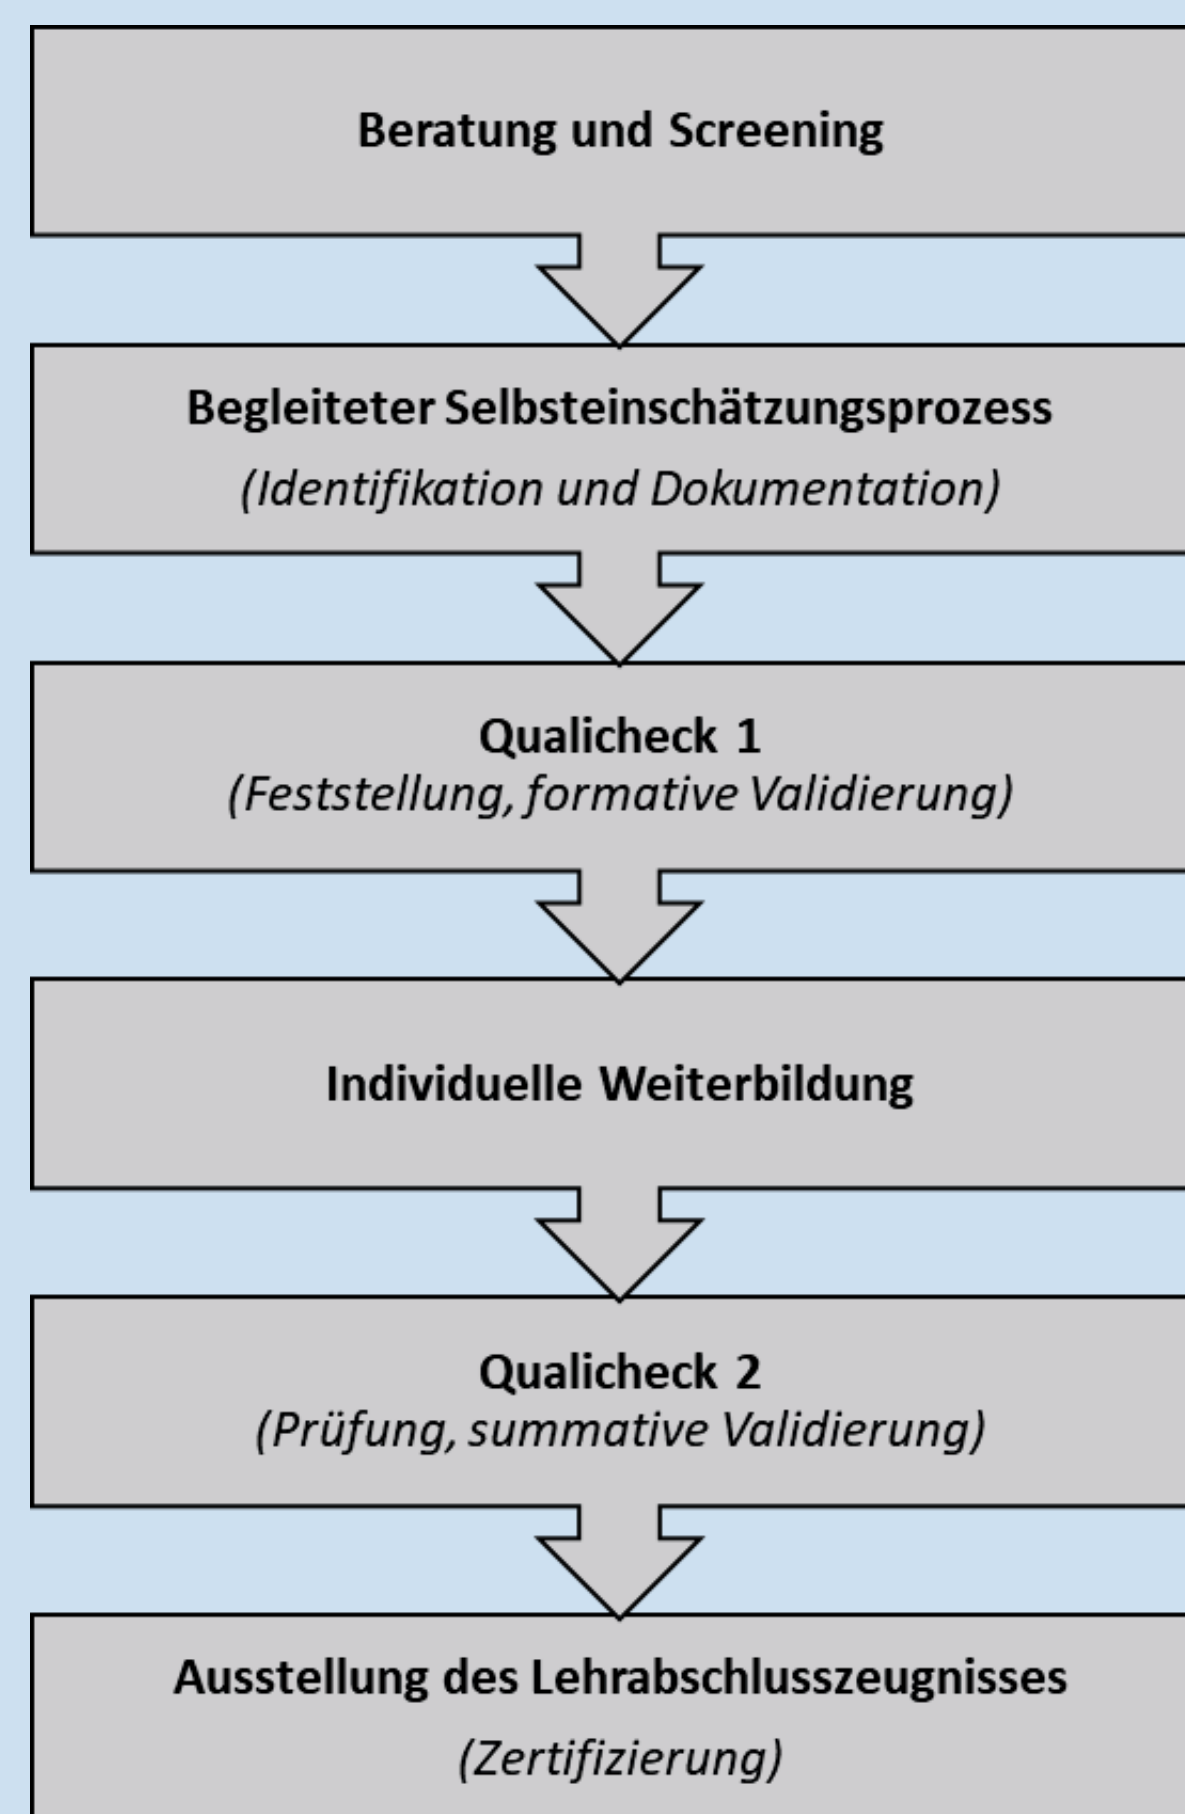 Beratung und Screening
Begleiteter Selbsteinschätzungsprozess
(Identifikation und Dokumentation)
Qualicheck 1
(Feststellung, formative Validierung)
Individuelle Weiterbildung
Qualicheck 2
(Prüfung, summative Validierung)
Ausstellung des Lehrabschlusszeugnisses
(Zertifizierung)